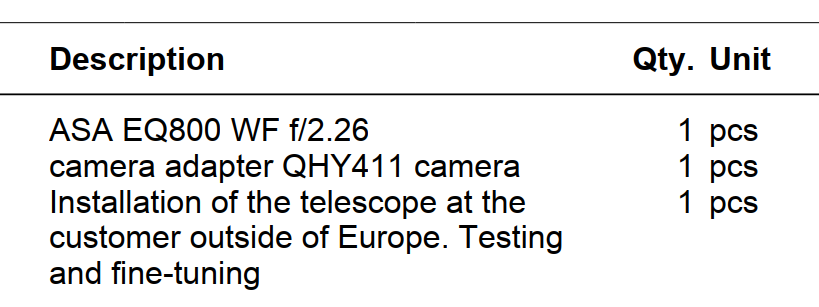 Description Qty. Unit
ASA EQ800 WF f/2.26 1 pcs
camera adapter QHY411 camera 1 pcs
Installation of the telescope at the 1 pcs
customer outside of Europe. Testing
and fine-tuning